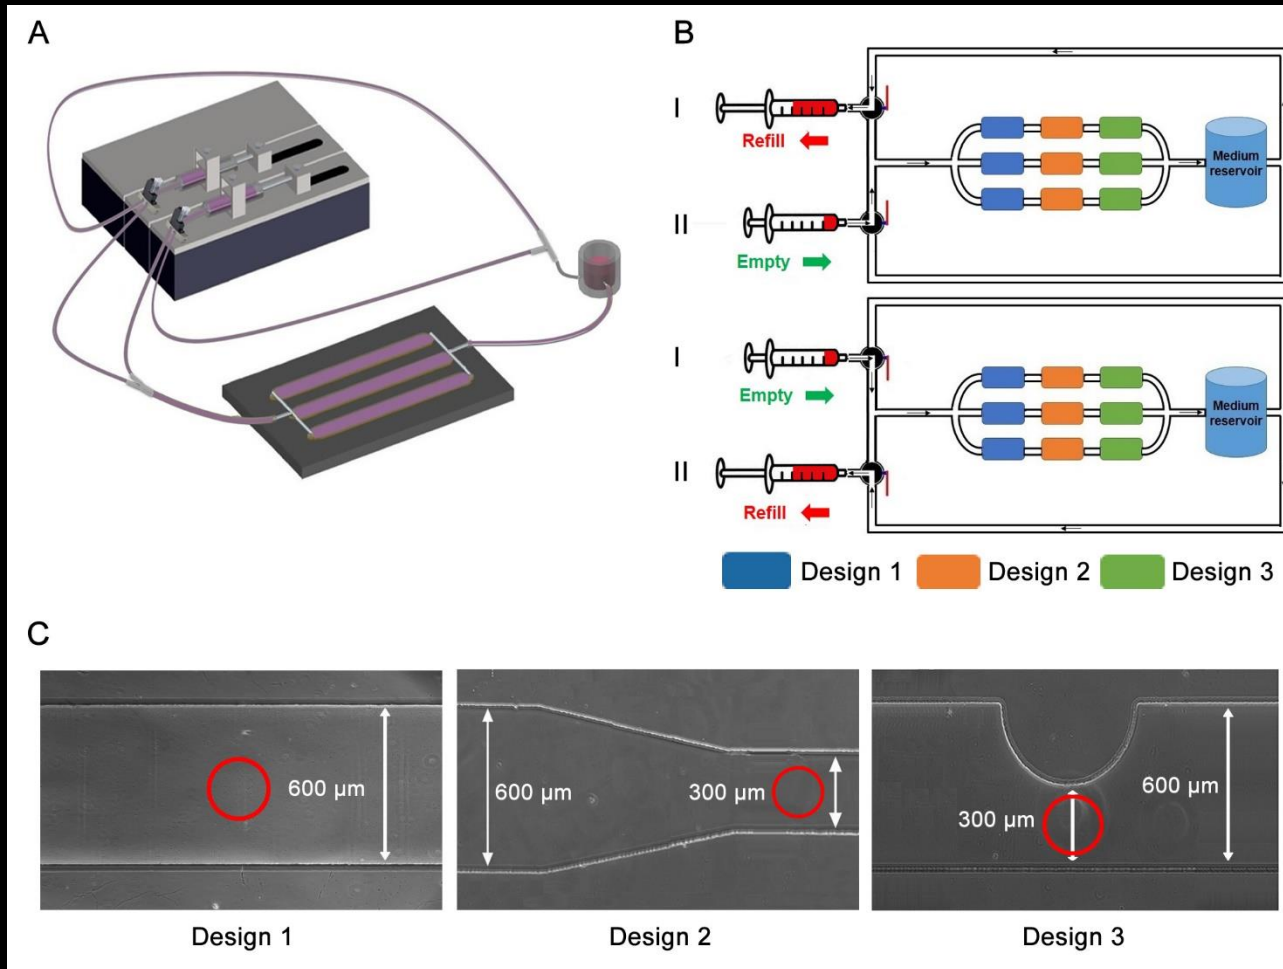 A
B
I
Refill
II
Empty
Medium
reservoir
I
Empty
II
Refill
Medium
reservoir
Design 1
Design 2
Design 3
C
600 µm
600 µm
300 µm
300 µm
600 µm
Design 1
Design 2
Design 3